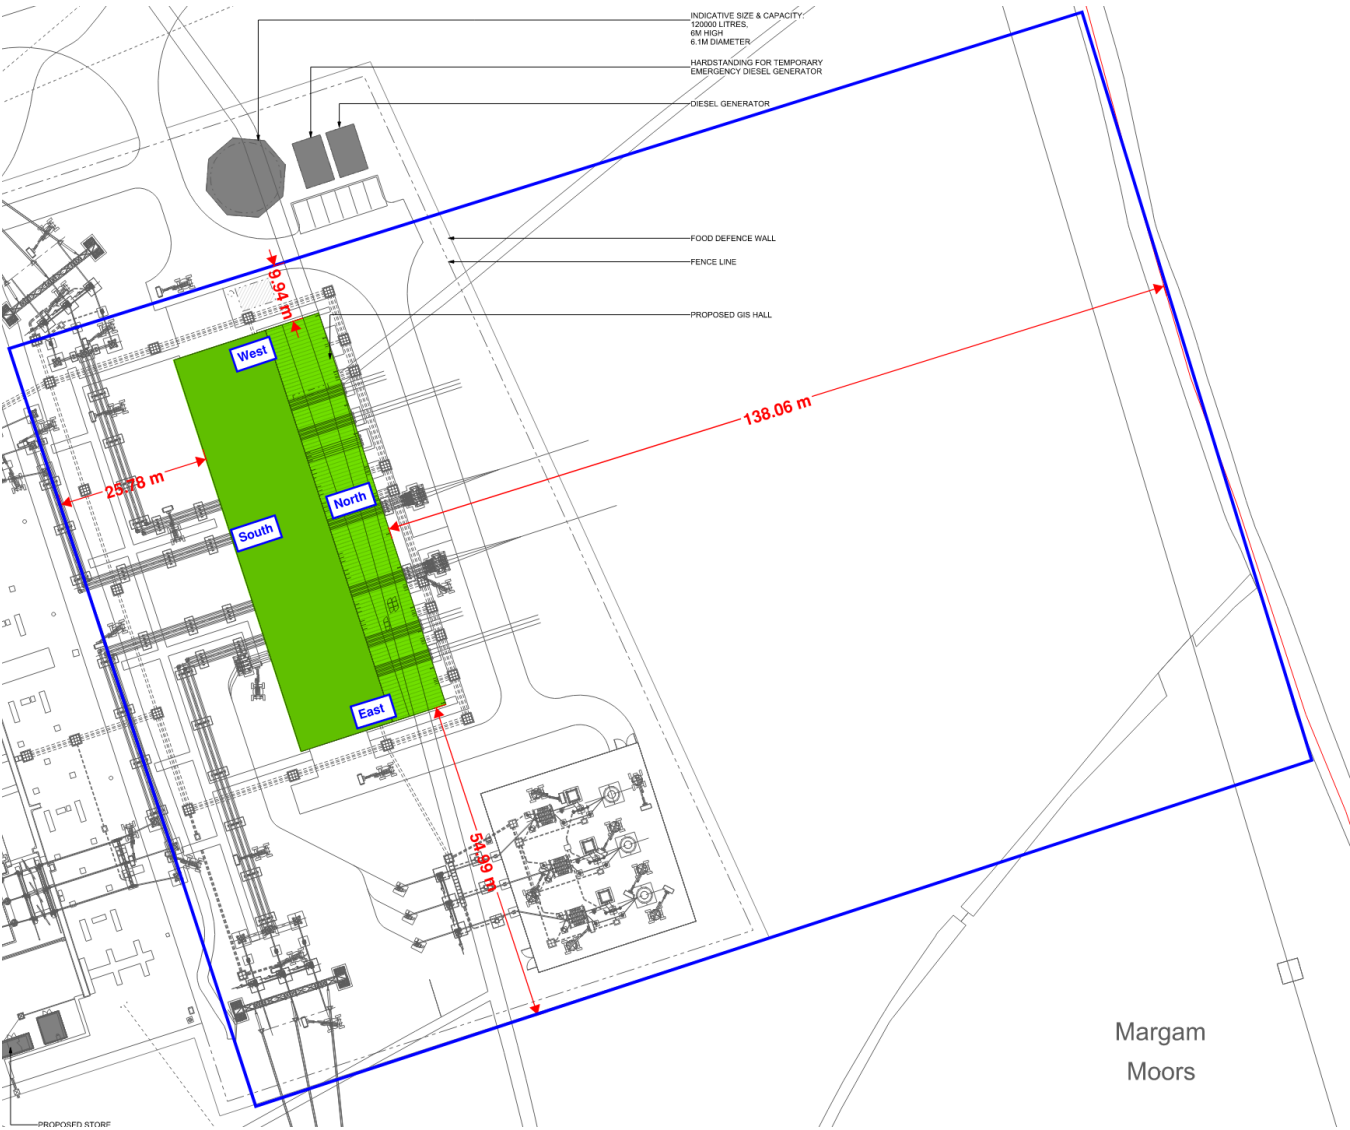 INDICATIVE SIZE & CAPACITY:
120000 LITRES,
6M HIGH
6.1M DIAMETER
HARDSTANDING FOR TEMPORARY
EMERGENCY DIESEL GENERATOR
DIESEL GENERATOR
FOOD DEFENCE WALL
FENCE LINE
9.94 m
PROPOSED GIS HALL
West
138.06 m
25.78 m
North
South
East
54.99 m
Margam
Moors
PROPOSED STORE